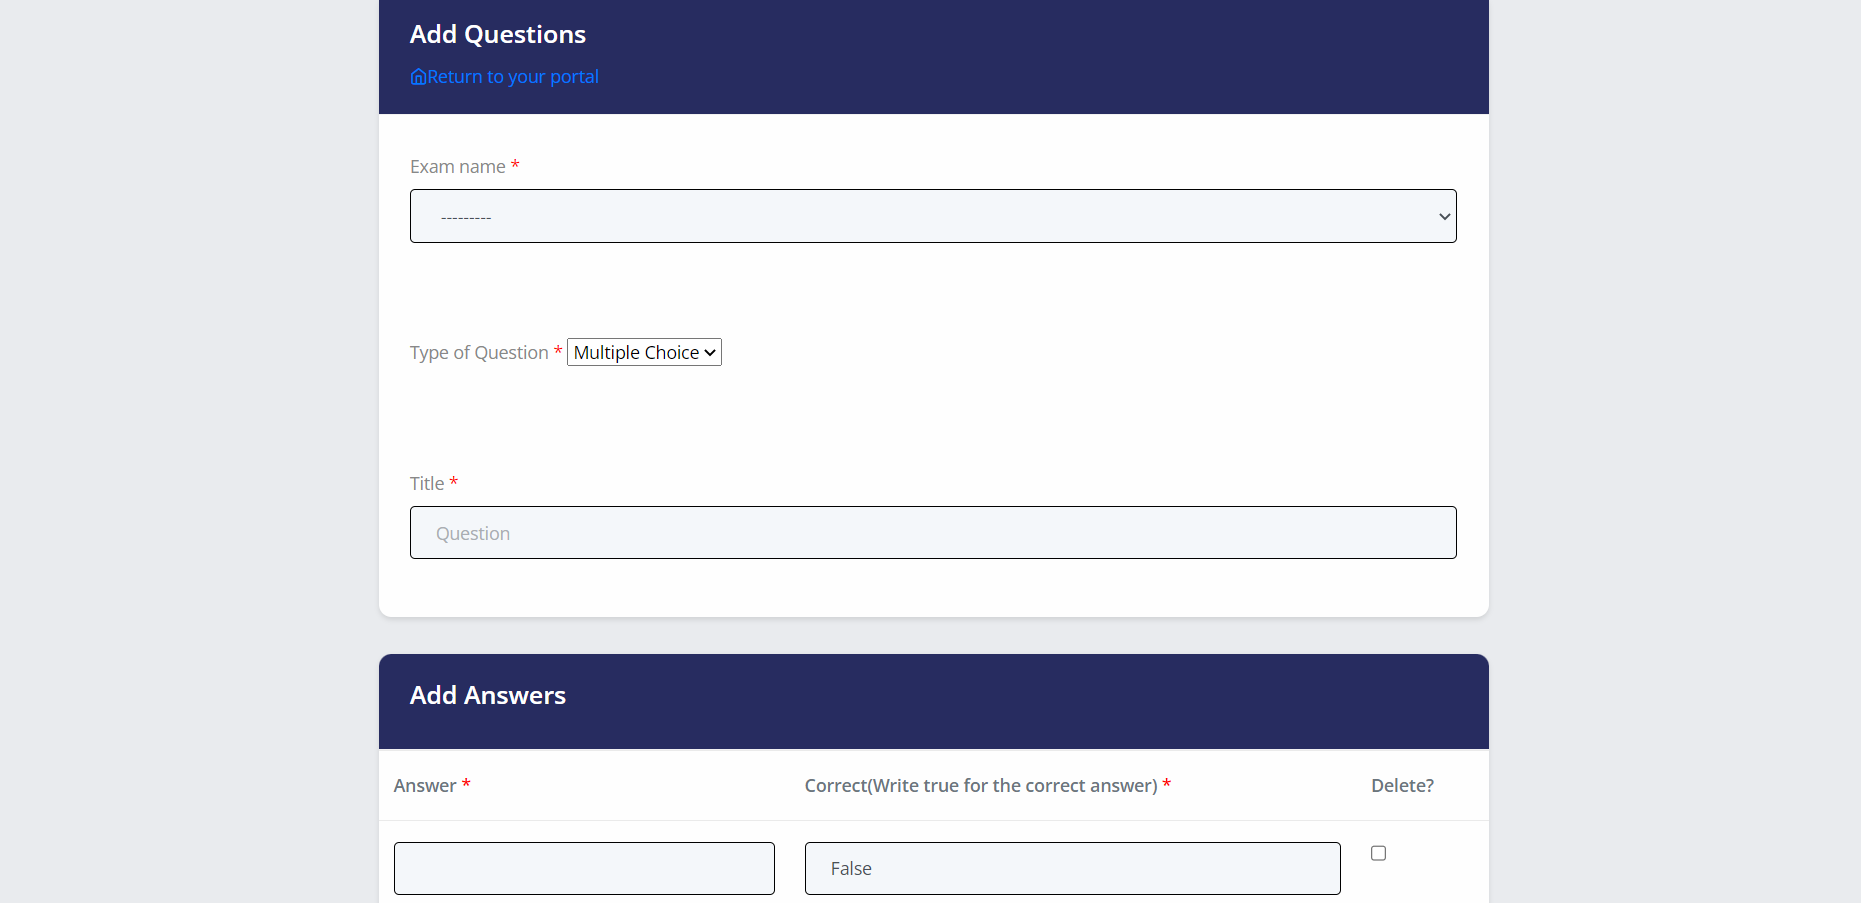 Add Questions
Return to your portal
Exam name *
---------
Type of Question * Multiple Choice
Title *
Question
Add Answers
Answer * Correct(Write true for the correct answer) * Delete?
False